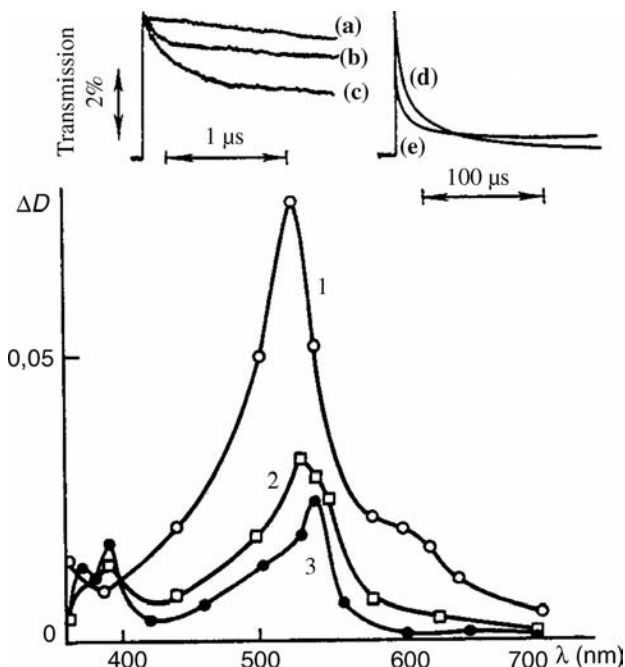 Transmission
2%
(a)
(b)
(c)
1 µs
(d)
(e)
100 µs
ΔD
0,05
0
1
2
3
400
500
600
700
λ (nm)